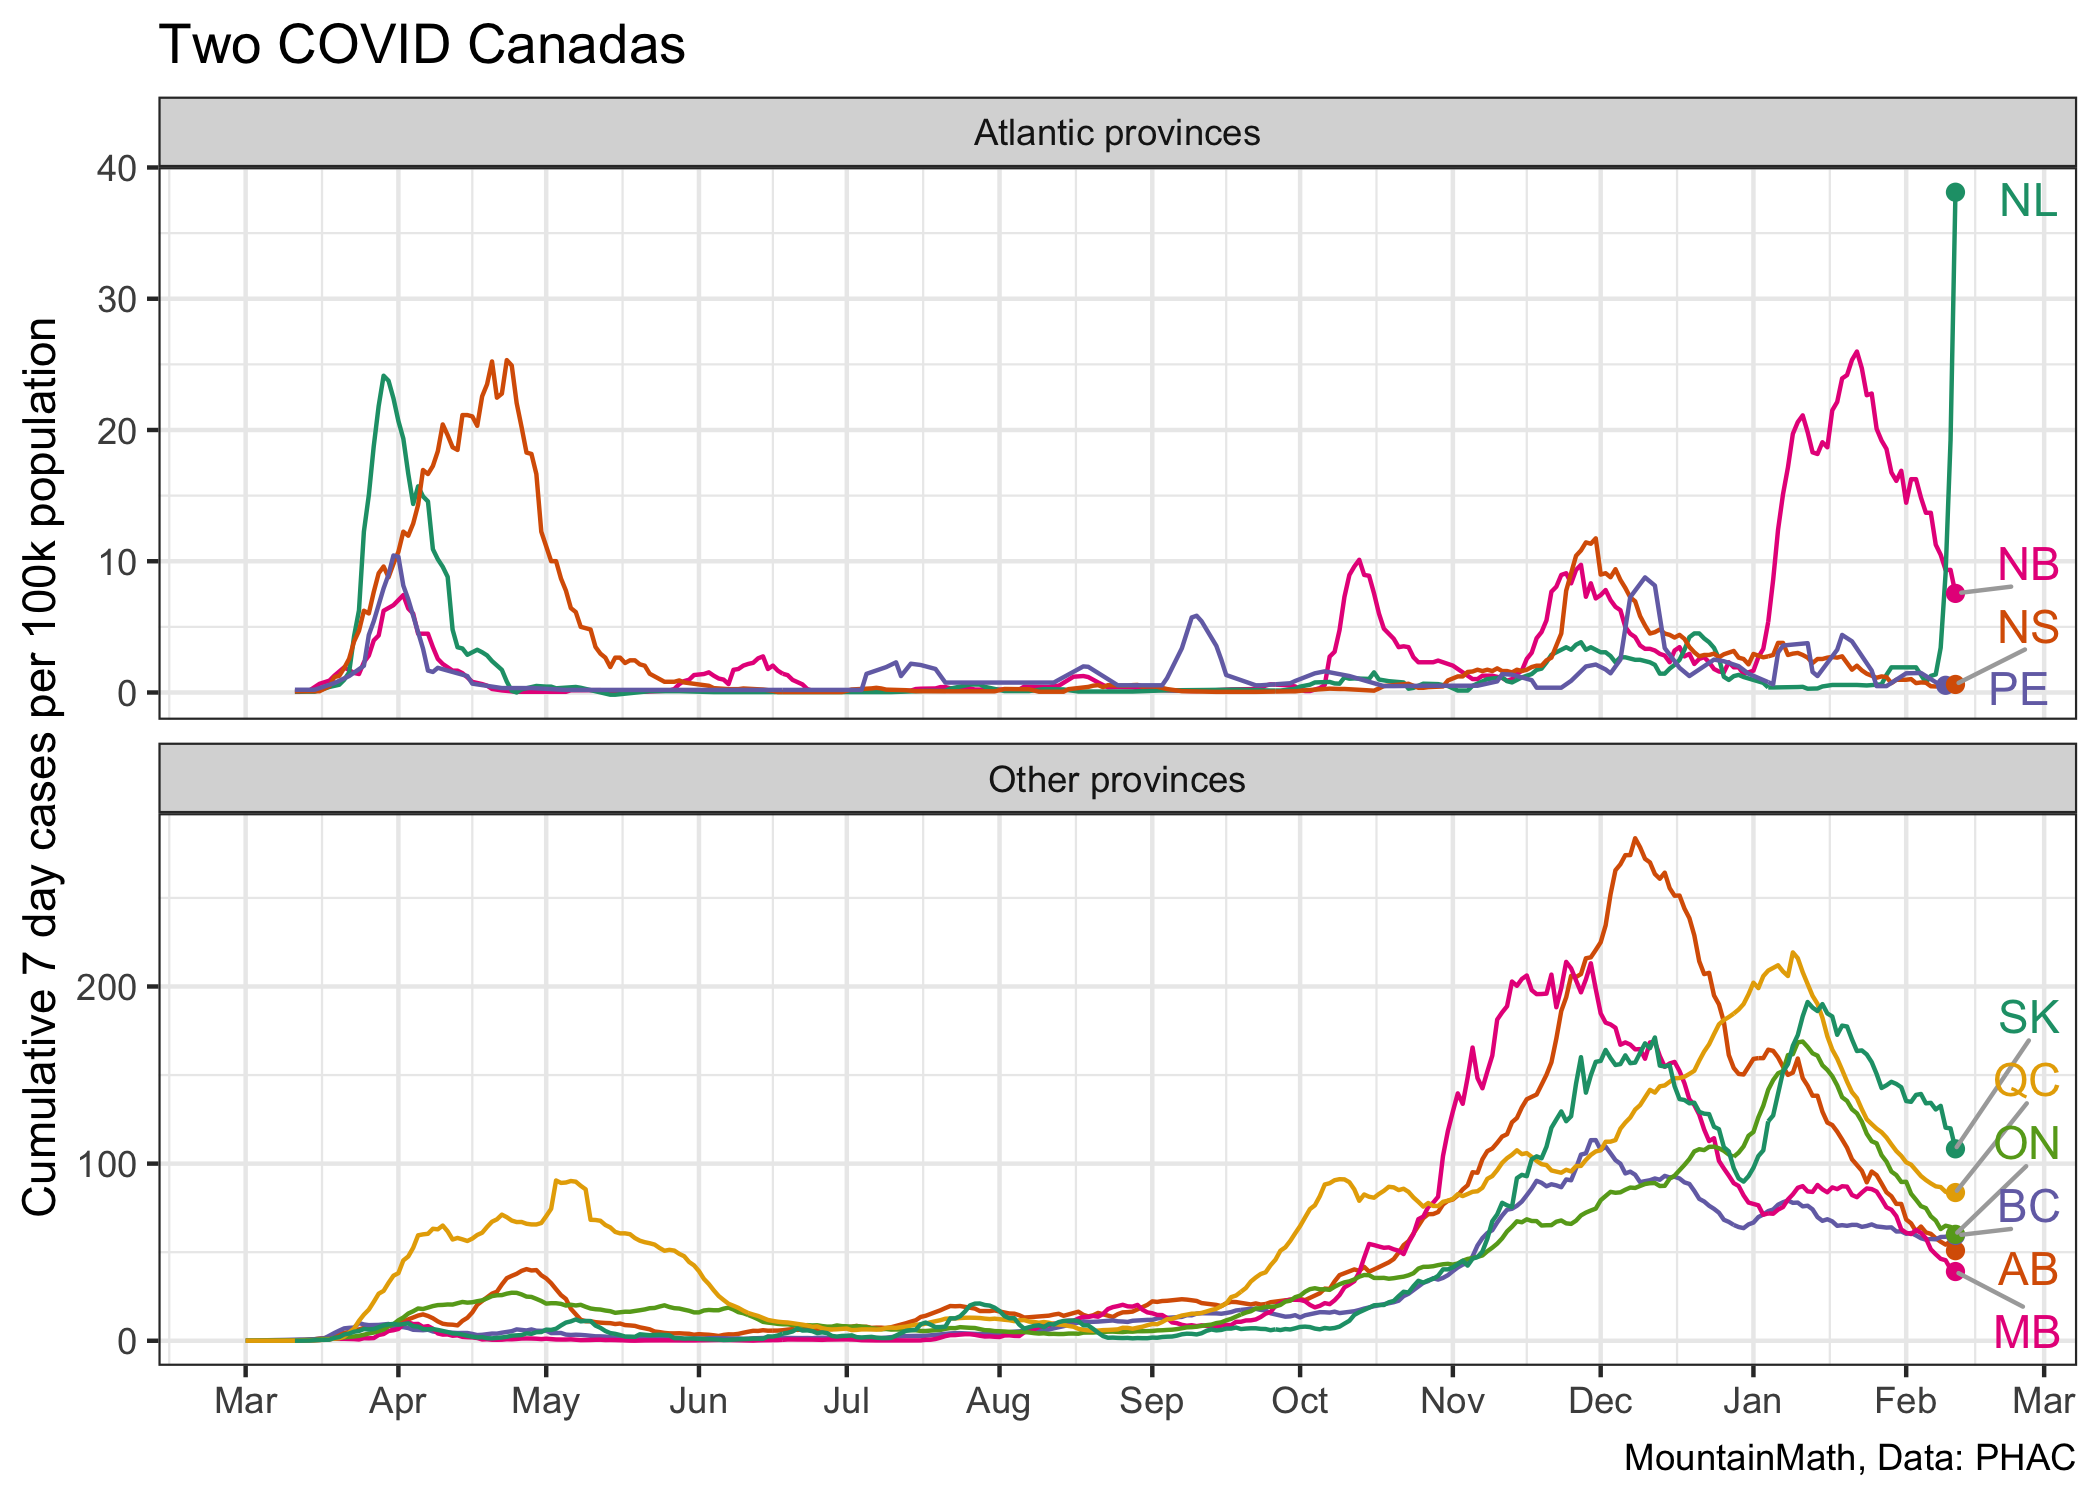 Two COVID Canadas
Atlantic provinces
40
30
20
10
0
NL
NB
NS
PE
Cumulative 7 day cases per 100k population
Other provinces
200
100
0
SK
QC
ON
BC
AB
MB
Mar Apr May Jun Jul Aug Sep Oct Nov Dec Jan Feb Mar
MountainMath, Data: PHAC